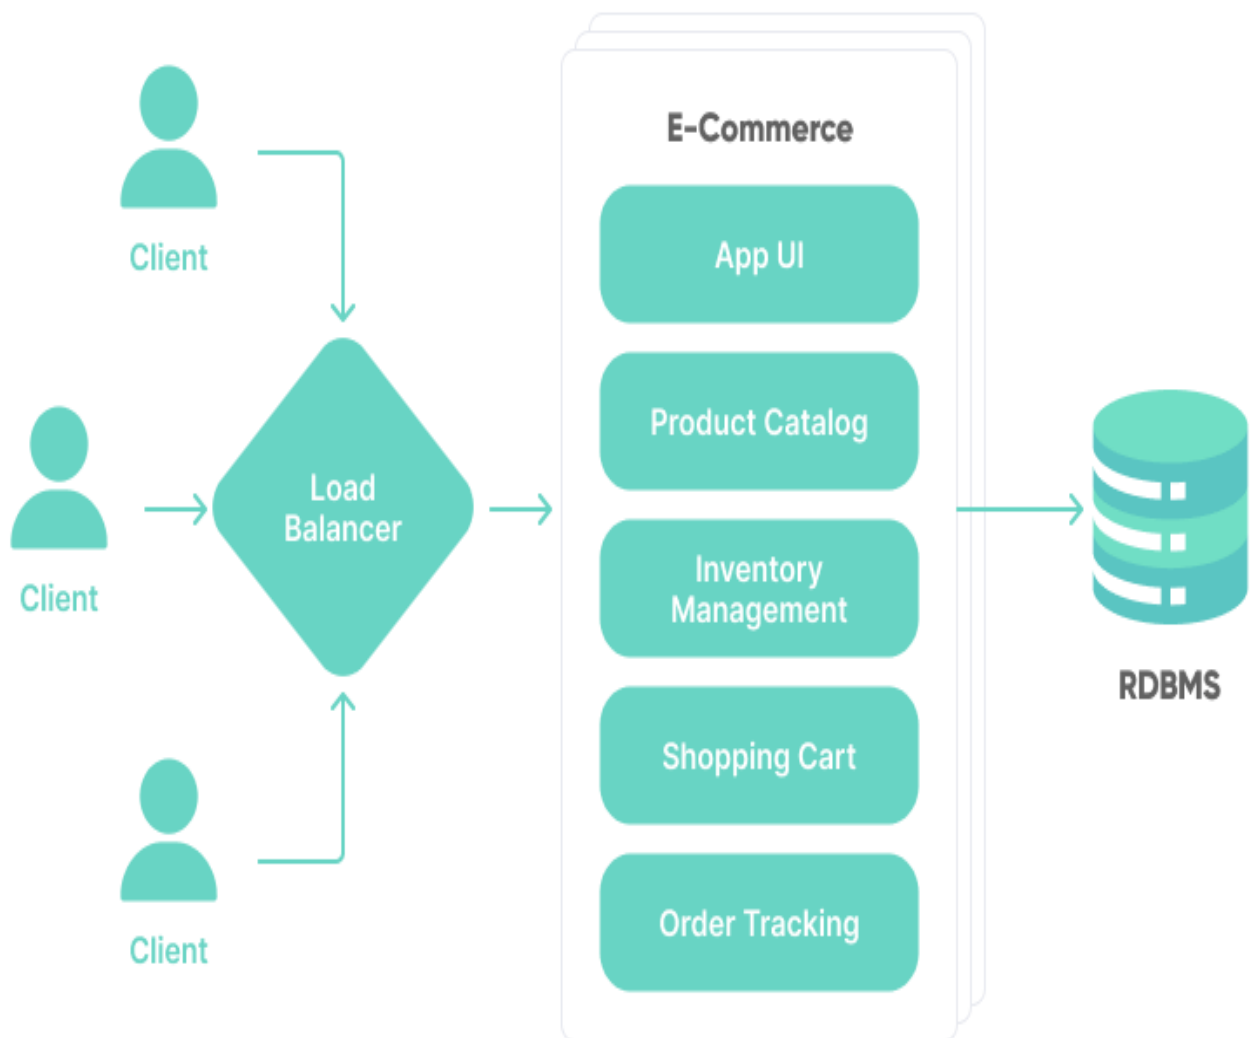 Client
Client
Client
Load
Balancer
E-Commerce
App UI
Product Catalog
Inventory
Management
Shopping Cart
Order Tracking
RDBMS